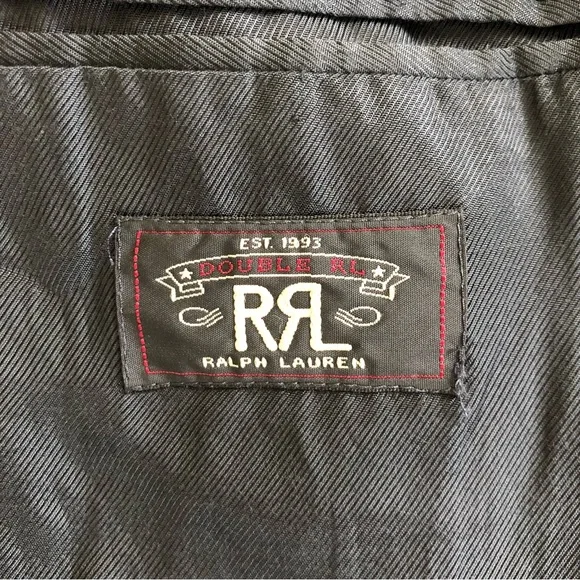 EST. 1993
DOUBLE RL
RRL
RALPH LAUREN